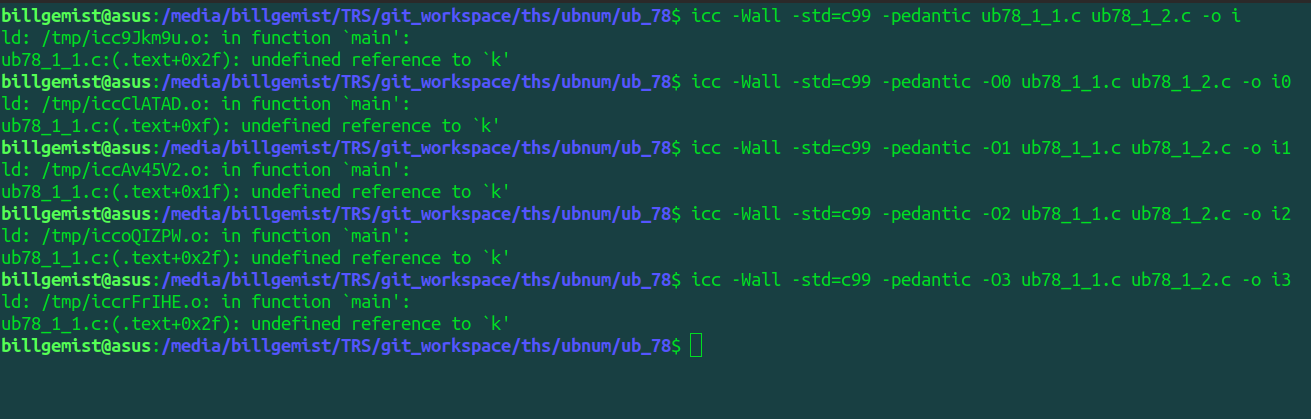 billgemist@asus:/media/billgemist/TRS/git_workspace/ths/ubnum/ub_78$ icc -Wall -std=c99 -pedantic ub78_1_1.c ub78_1_2.c -o i
ld: /tmp/icc9Jkm9u.o: in function `main':
ub78_1_1.c:(.text+0x2f): undefined reference to `k'
billgemist@asus:/media/billgemist/TRS/git_workspace/ths/ubnum/ub_78$ icc -Wall -std=c99 -pedantic -O0 ub78_1_1.c ub78_1_2.c -o i0
ld: /tmp/iccClATAD.o: in function `main':
ub78_1_1.c:(.text+0xf): undefined reference to `k'
billgemist@asus:/media/billgemist/TRS/git_workspace/ths/ubnum/ub_78$ icc -Wall -std=c99 -pedantic -O1 ub78_1_1.c ub78_1_2.c -o i1
ld: /tmp/iccAv45V2.o: in function `main':
ub78_1_1.c:(.text+0x1f): undefined reference to `k'
billgemist@asus:/media/billgemist/TRS/git_workspace/ths/ubnum/ub_78$ icc -Wall -std=c99 -pedantic -O2 ub78_1_1.c ub78_1_2.c -o i2
ld: /tmp/iccoQIZPW.o: in function `main':
ub78_1_1.c:(.text+0x2f): undefined reference to `k'
billgemist@asus:/media/billgemist/TRS/git_workspace/ths/ubnum/ub_78$ icc -Wall -std=c99 -pedantic -O3 ub78_1_1.c ub78_1_2.c -o i3
ld: /tmp/iccrFrIHE.o: in function `main':
ub78_1_1.c:(.text+0x2f): undefined reference to `k'
billgemist@asus:/media/billgemist/TRS/git_workspace/ths/ubnum/ub_78$